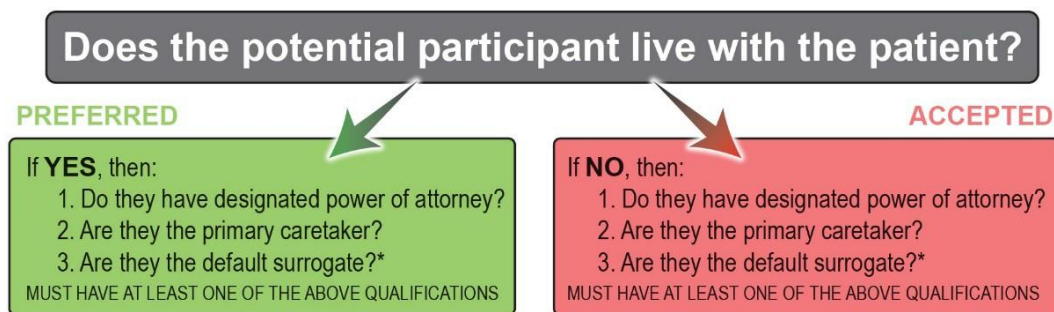 Does the potential participant live with the patient?
PREFERRED
If YES, then:
1. Do they have designated power of attorney?
2. Are they the primary caretaker?
3. Are they the default surrogate?*
MUST HAVE AT LEAST ONE OF THE ABOVE QUALIFICATIONS
ACCEPTED
If NO, then:
1. Do they have designated power of attorney?
2. Are they the primary caretaker?
3. Are they the default surrogate?*
MUST HAVE AT LEAST ONE OF THE ABOVE QUALIFICATIONS